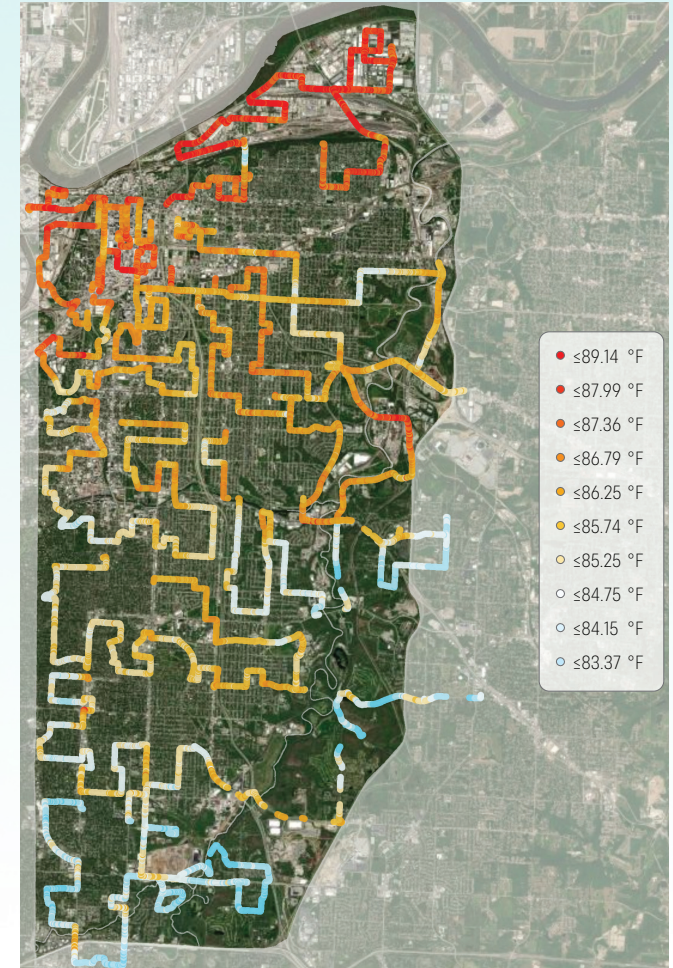 ≤89.14 °F
≤87.99 °F
≤87.36 °F
≤86.79 °F
≤86.25 °F
≤85.74 °F
≤85.25 °F
≤84.75 °F
≤84.15 °F
≤83.37 °F